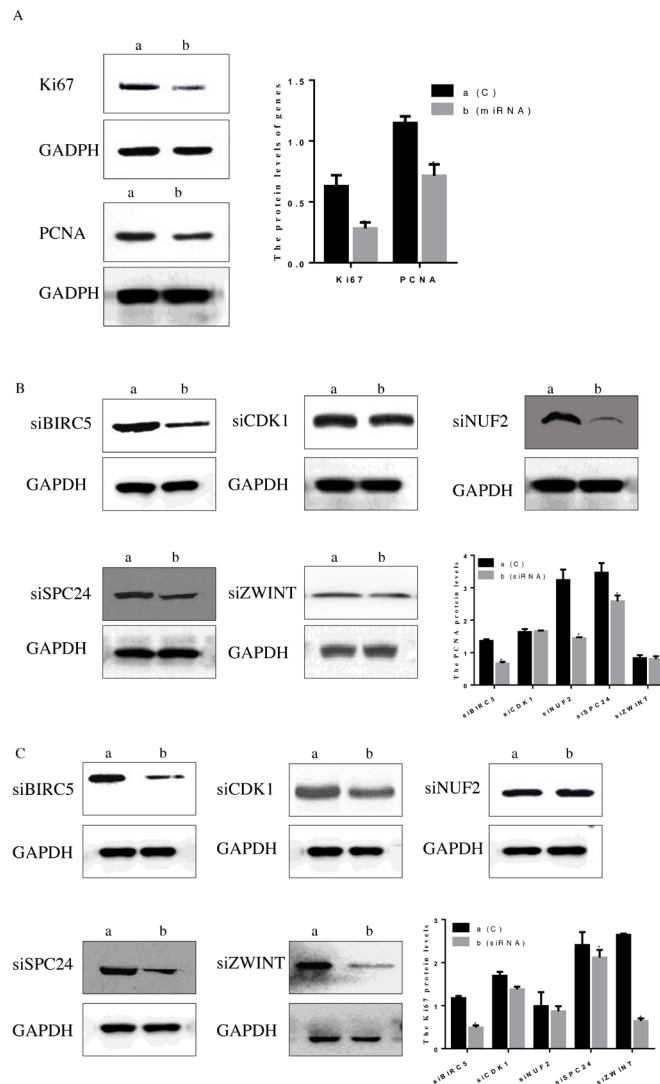 A
a b
Ki67
GADPH
a b
PCNA
GADPH
The protein levels of genes
1.5
1.0
0.5
0.0
Ki67 PCNA
a (C)
b (miRNA)
B
a b
siBIRC5
GAPDH
a b
siCDK1
GAPDH
a b
siNUF2
GAPDH
a b
siSPC24
GAPDH
a b
siZWINT
GAPDH
The PCNA protein levels
4
3
2
1
0
siBIRC5 siCDK1 siNUF2 siSPC24 siZWINT
a (C)
b (siRNA)
C
a b
siBIRC5
GAPDH
a b
siCDK1
GAPDH
a b
siNUF2
GAPDH
a b
siSPC24
GAPDH
a b
siZWINT
GAPDH
The Ki67 protein levels
3
2
1
0
siBIRC5 siCDK1 siNUF2 siSPC24 siZWINT
a (C)
b (siRNA)